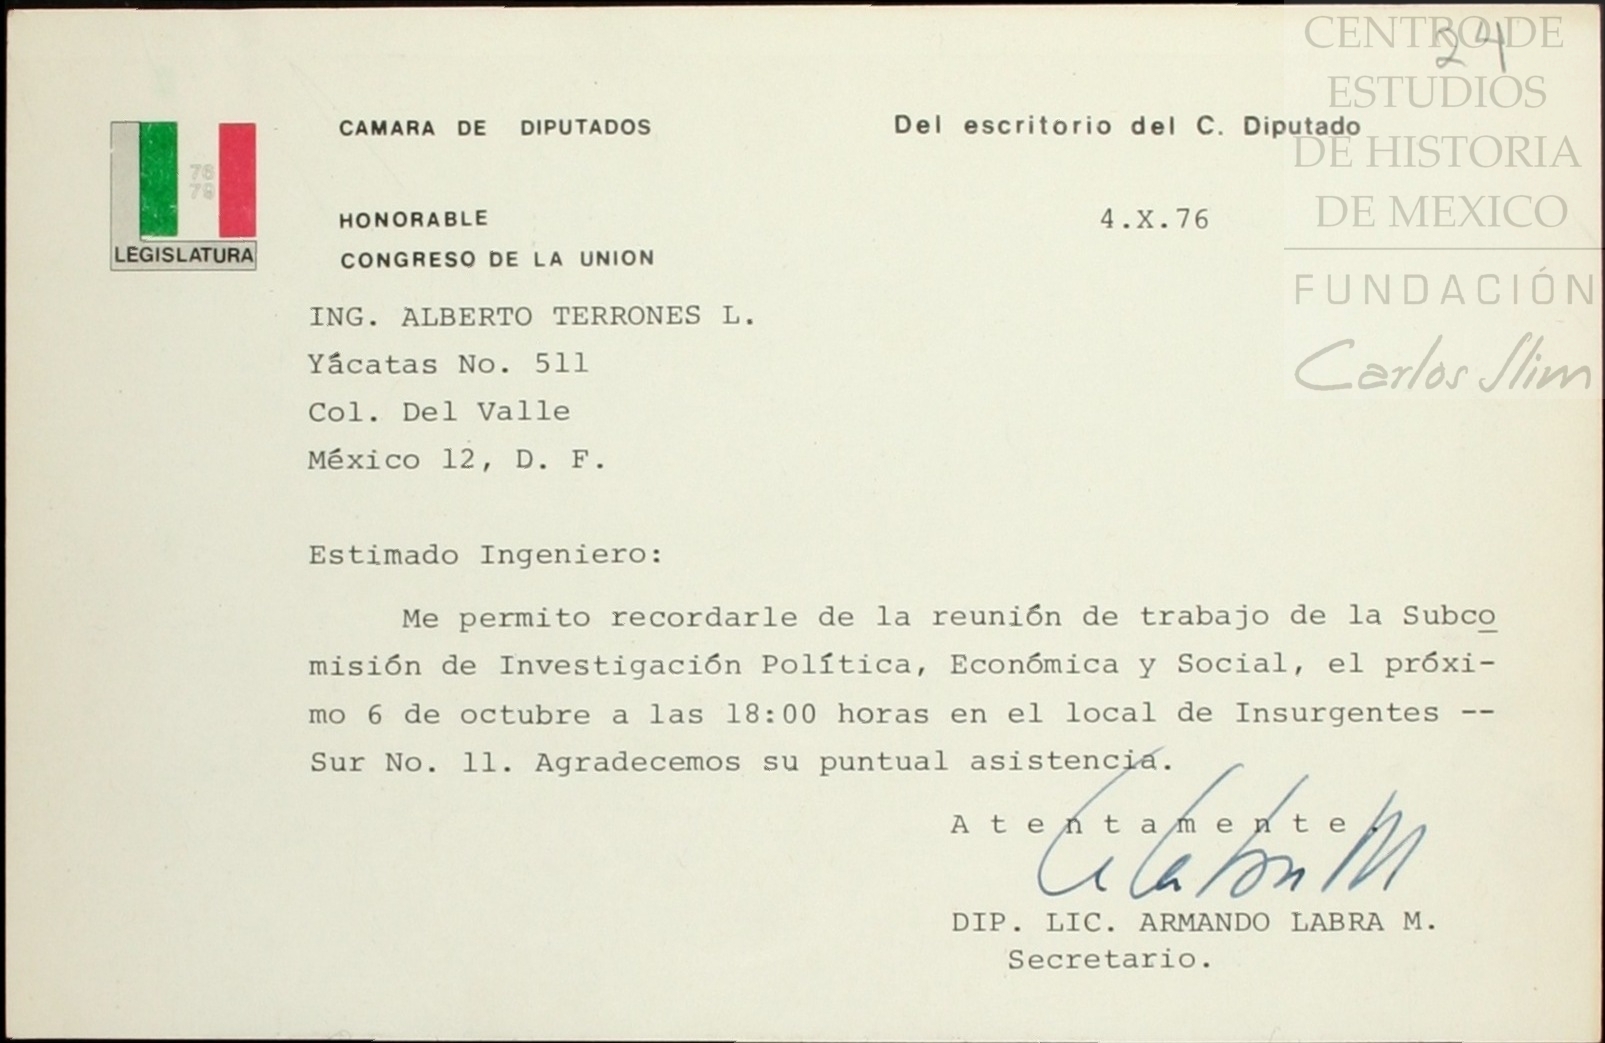 24
CENTRO DE
ESTUDIOS
DE HISTORIA
DE MEXICO
FUNDACIÓN
Carlos Slim
76
79
LEGISLATURA
CAMARA DE DIPUTADOS
HONORABLE
CONGRESO DE LA UNION
Del escritorio del C. Diputado
4.X.76
ING. ALBERTO TERRONES L.
Yácatas No. 511
Col. Del Valle
México 12, D. F.
Estimado Ingeniero:
Me permito recordarle de la reunión de trabajo de la Subco
misión de Investigación Política, Económica y Social, el próxi-
mo 6 de octubre a las 18:00 horas en el local de Insurgentes --
Sur No. 11. Agradecemos su puntual asistencia.
A t e n t a m e n t e .
DIP. LIC. ARMANDO LABRA M.
Secretario.